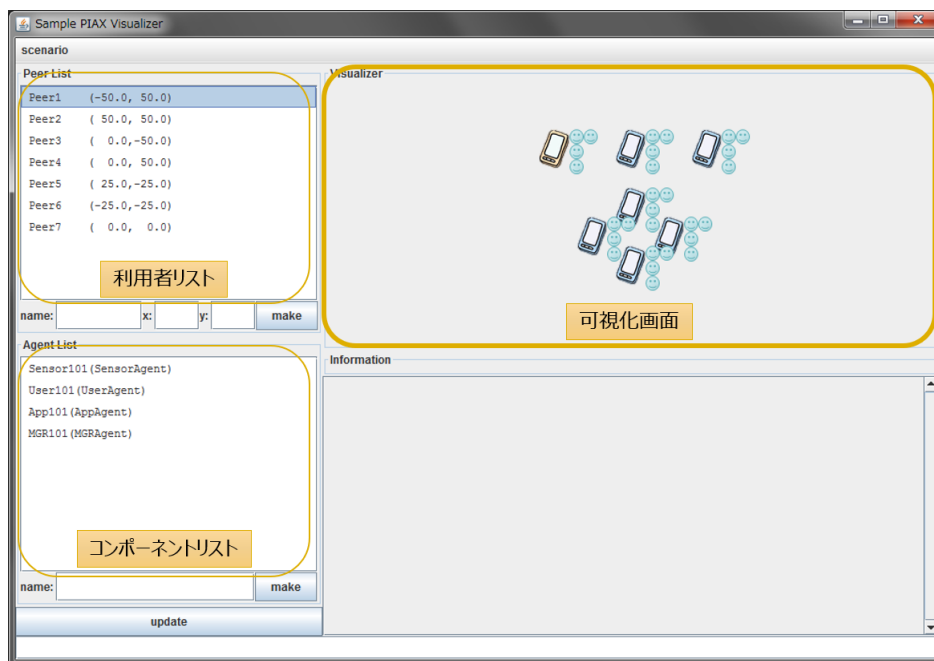 Sample PIAX Visualizer
scenario
Peer List
Peer1 (-50.0, 50.0)
Peer2 ( 50.0, 50.0)
Peer3 ( 0.0,-50.0)
Peer4 ( 0.0, 50.0)
Peer5 ( 25.0,-25.0)
Peer6 (-25.0,-25.0)
Peer7 ( 0.0, 0.0)
利用者リスト
name: x: y: make
Agent List
Sensor101(SensorAgent)
User101(UserAgent)
App101(AppAgent)
MGR101(MGRAgent)
コンポーネントリスト
name: make
update
Visualizer
可視化画面
Information